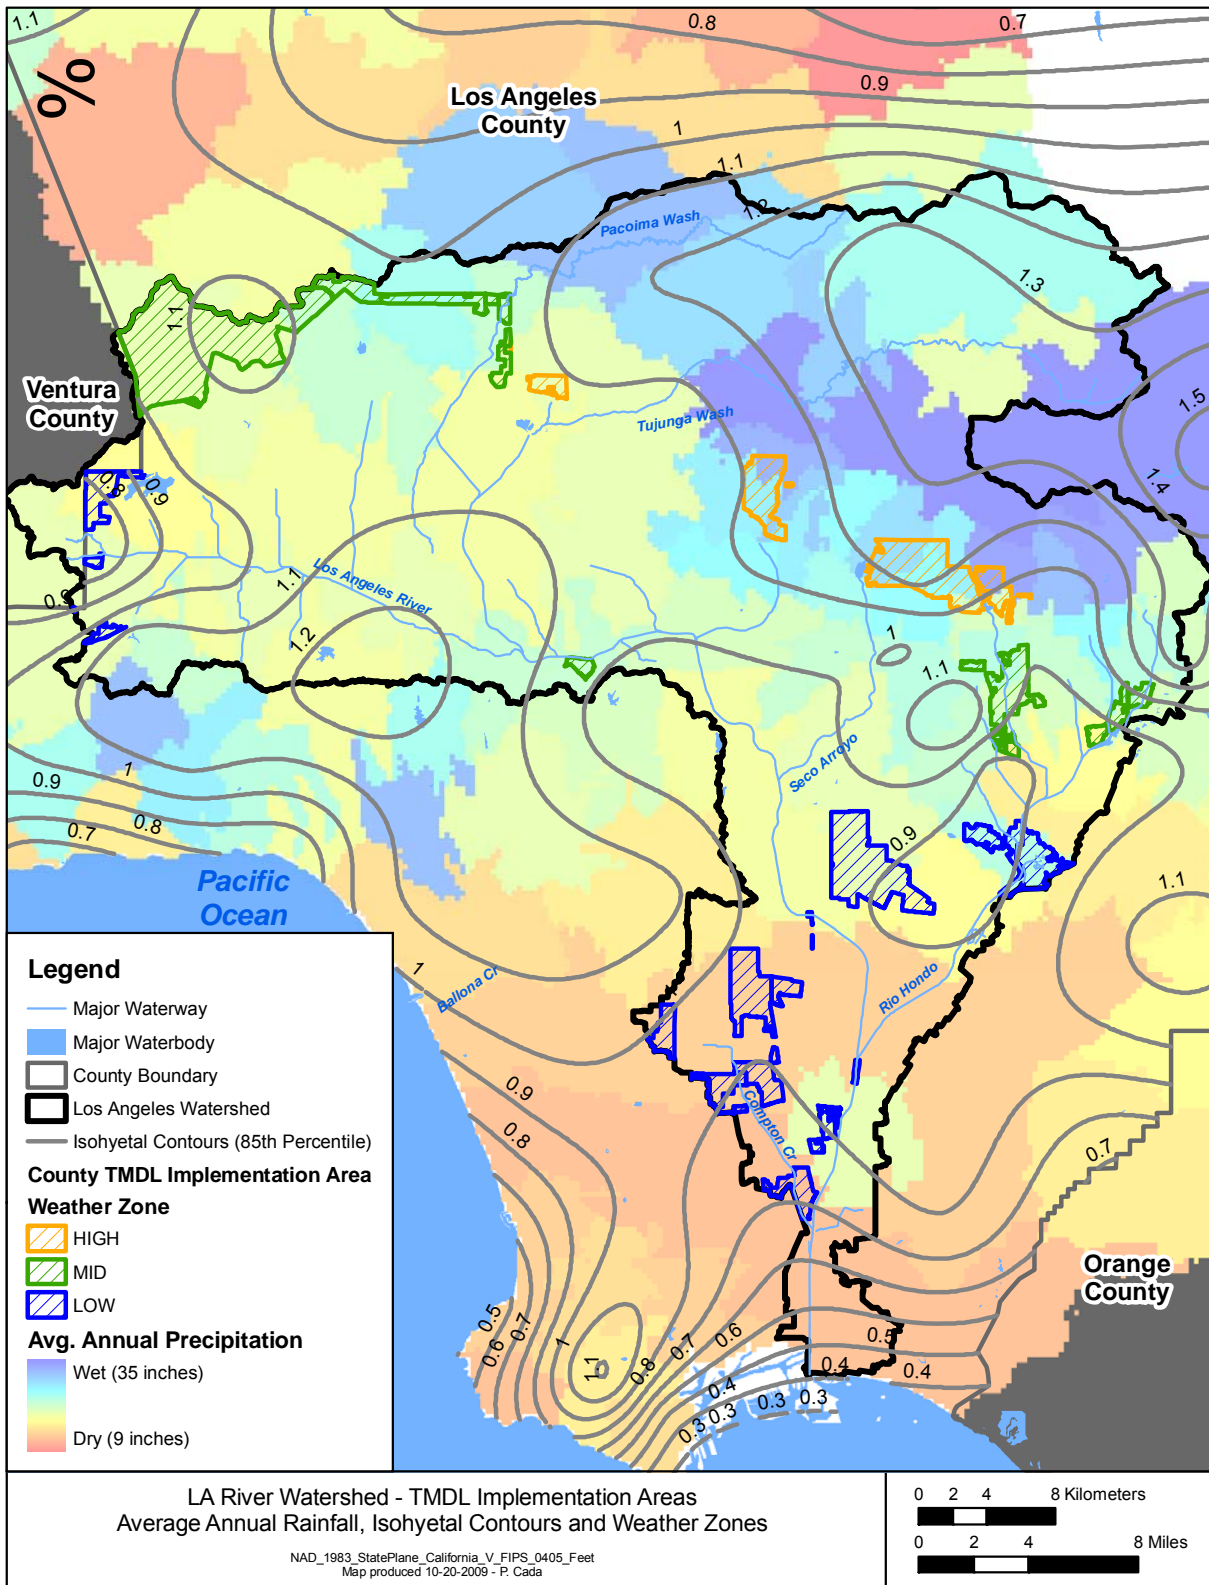 1.1
0.8
0.7
%
Los Angeles
County
0.9
1
1.1
1.2
Pacoima Wash
1.3
1.1
Ventura
County
1.5
Tujunga Wash
1.4
0.8
0.9
0.9
1.1
Los Angeles River
1.2
1
1.1
Seco Arroyo
0.9
1
0.8
0.7
0.9
Pacific
Ocean
1.1
1
Ballona Cr
Rio Hondo
0.9
0.8
Compton Cr
0.7
Orange
County
0.5
0.6
0.7
1
1.1
0.8
0.7
0.6
0.5
0.4
0.4
0.4
0.3
0.3
0.3
0.3
Legend
Major Waterway
Major Waterbody
County Boundary
Los Angeles Watershed
Isohyetal Contours (85th Percentile)
County TMDL Implementation Area
Weather Zone
HIGH
MID
LOW
Avg. Annual Precipitation
Wet (35 inches)
Dry (9 inches)
LA River Watershed - TMDL Implementation Areas
Average Annual Rainfall, Isohyetal Contours and Weather Zones
NAD_1983_StatePlane_California_V_FIPS_0405_Feet
Map produced 10-20-2009 - P. Cada
0 2 4 8 Kilometers
0 2 4 8 Miles